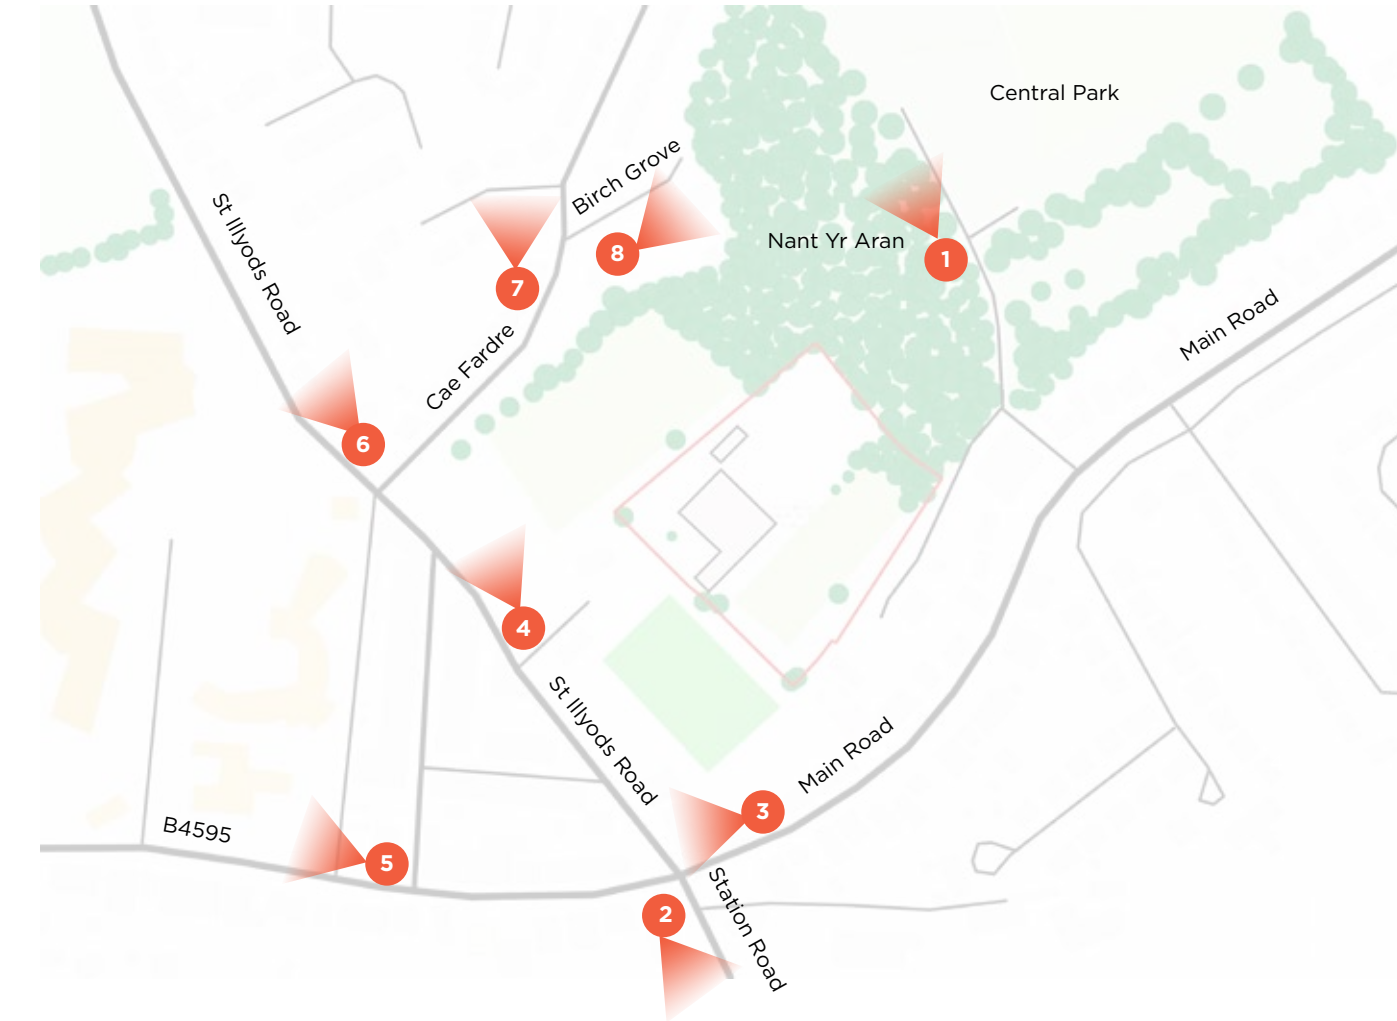 Central Park
Birch Grove
St Illyods Road
Nant Yr Aran
8
1
7
Main Road
Cae Fardre
6
4
St Illyods Road
Main Road
3
B4595
5
Station Road
2